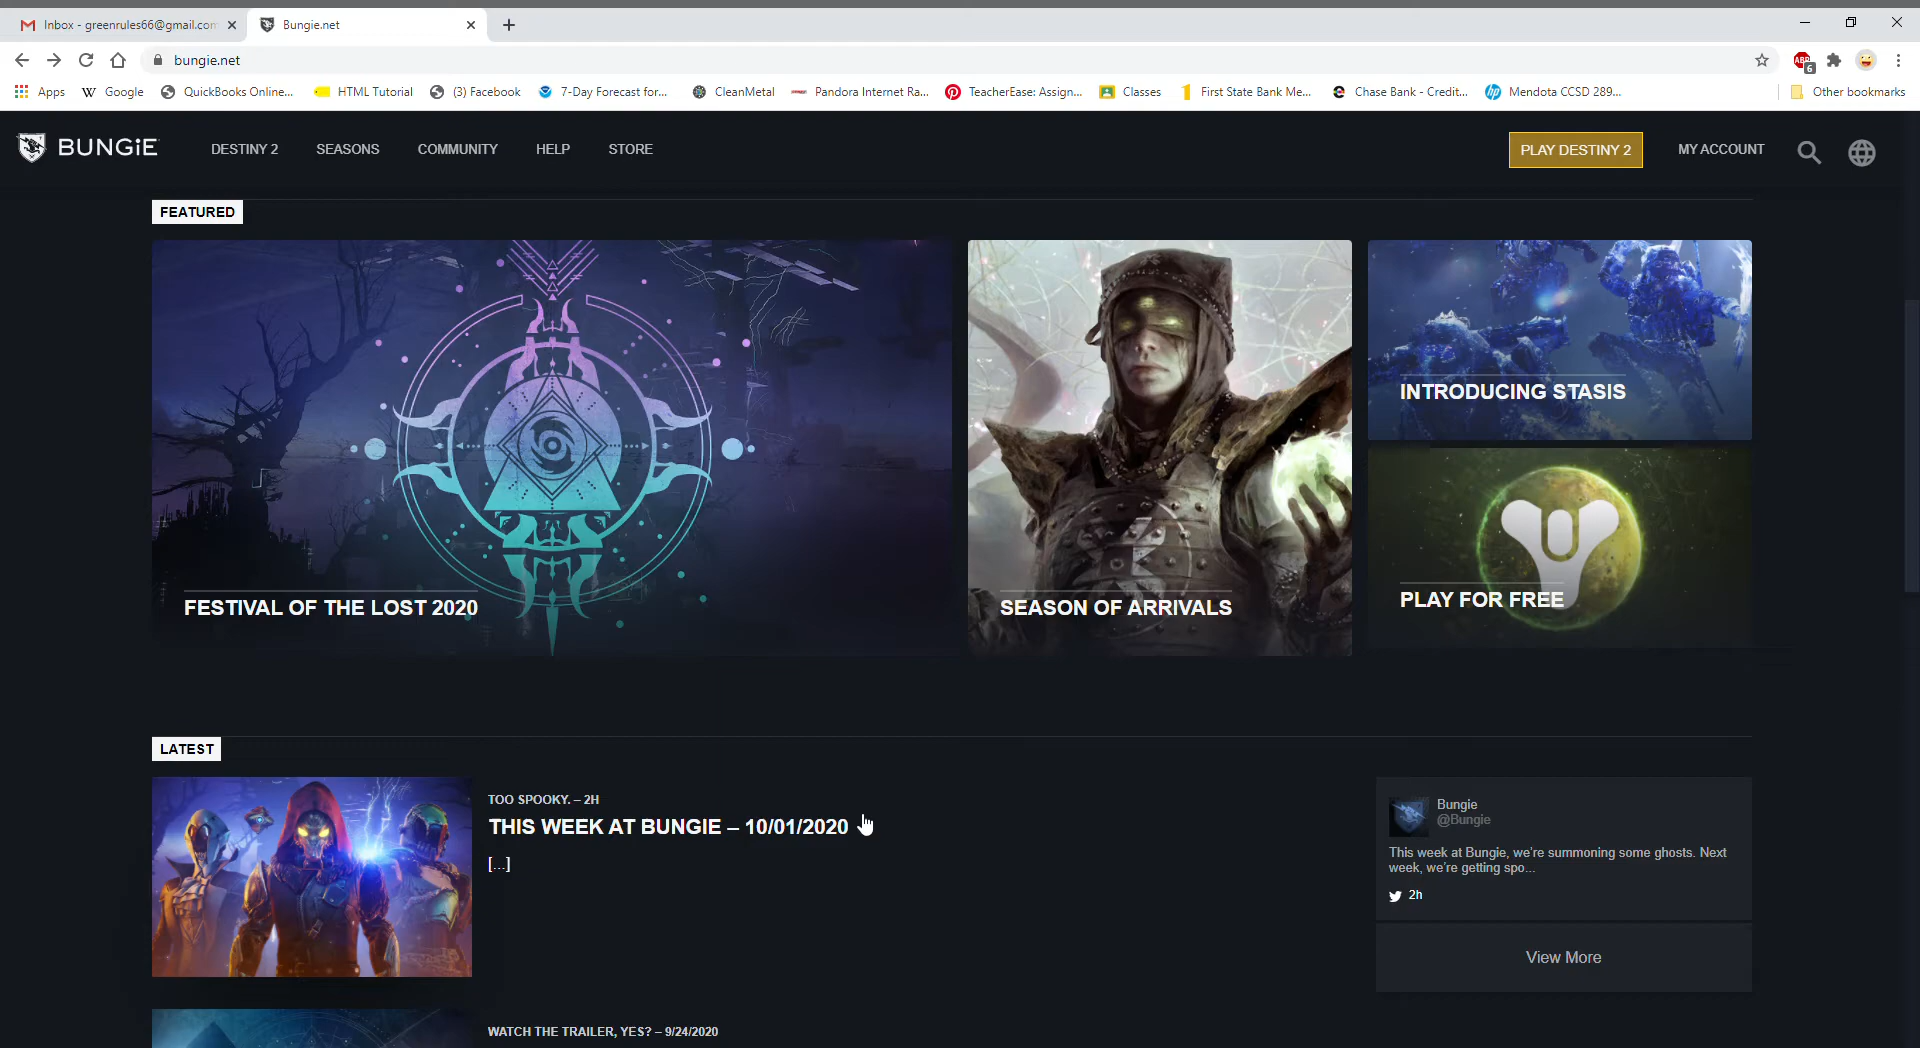 Inbox - greenrules66@gmail.com
Bungie.net
bungie.net
ABP
6
Apps
Google
QuickBooks Online...
HTML Tutorial
(3) Facebook
7-Day Forecast for...
CleanMetal
Pandora Internet Ra...
TeacherEase: Assign...
Classes
First State Bank Me...
Chase Bank - Credit...
Mendota CCSD 289...
Other bookmarks
BUNGiE
DESTINY 2
SEASONS
COMMUNITY
HELP
STORE
PLAY DESTINY 2
MY ACCOUNT
FEATURED
FESTIVAL OF THE LOST 2020
SEASON OF ARRIVALS
INTRODUCING STASIS
PLAY FOR FREE
LATEST
TOO SPOOKY. – 2H
THIS WEEK AT BUNGIE – 10/01/2020
[...]
Bungie
@Bungie
This week at Bungie, we're summoning some ghosts. Next
week, we're getting spo...
2h
View More
WATCH THE TRAILER, YES? – 9/24/2020